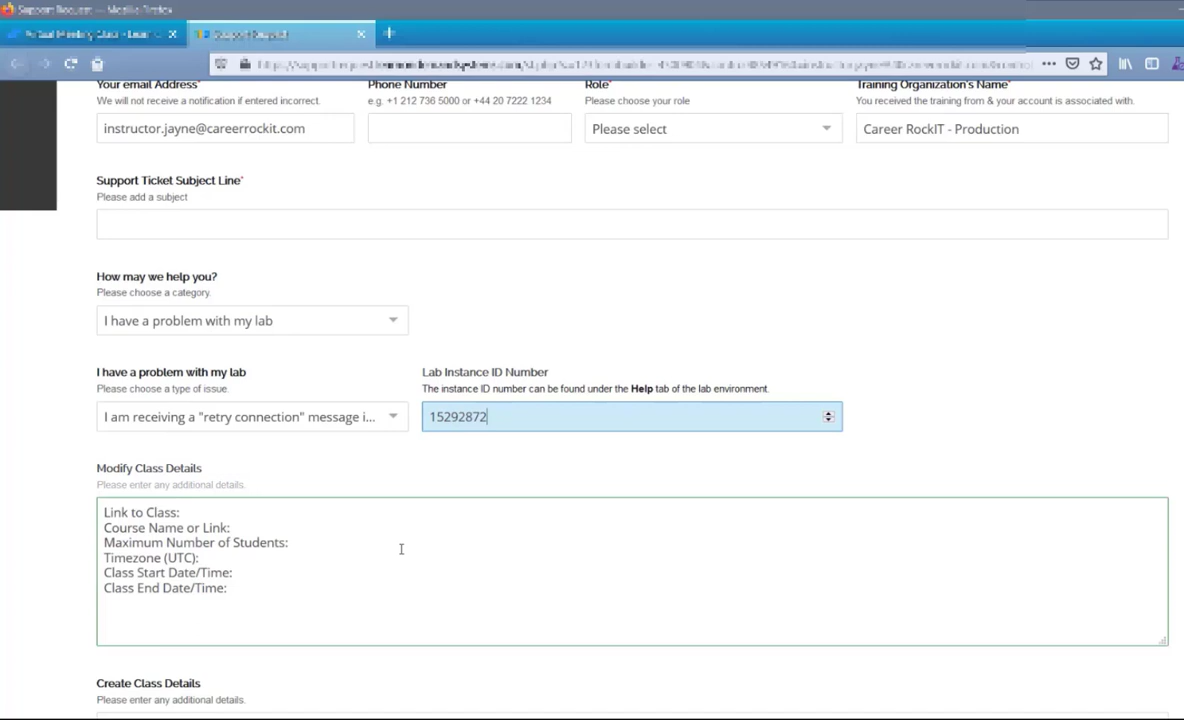 Support Request — Mozilla Firefox
Support Request
Your email Address*
We will not receive a notification if entered incorrect.
instructor.jayne@careerrockit.com
Phone Number
e.g. +1 212 736 5000 or +44 20 7222 1234
Role*
Please choose your role
Please select
Training Organization's Name*
You received the training from & your account is associated with.
Career RockIT - Production
Support Ticket Subject Line*
Please add a subject
How may we help you?
Please choose a category.
I have a problem with my lab
I have a problem with my lab
Please choose a type of issue.
I am receiving a "retry connection" message i...
Lab Instance ID Number
The instance ID number can be found under the Help tab of the lab environment.
15292872
Modify Class Details
Please enter any additional details.
Link to Class:
Course Name or Link:
Maximum Number of Students:
Timezone (UTC):
Class Start Date/Time:
Class End Date/Time:
Create Class Details
Please enter any additional details.